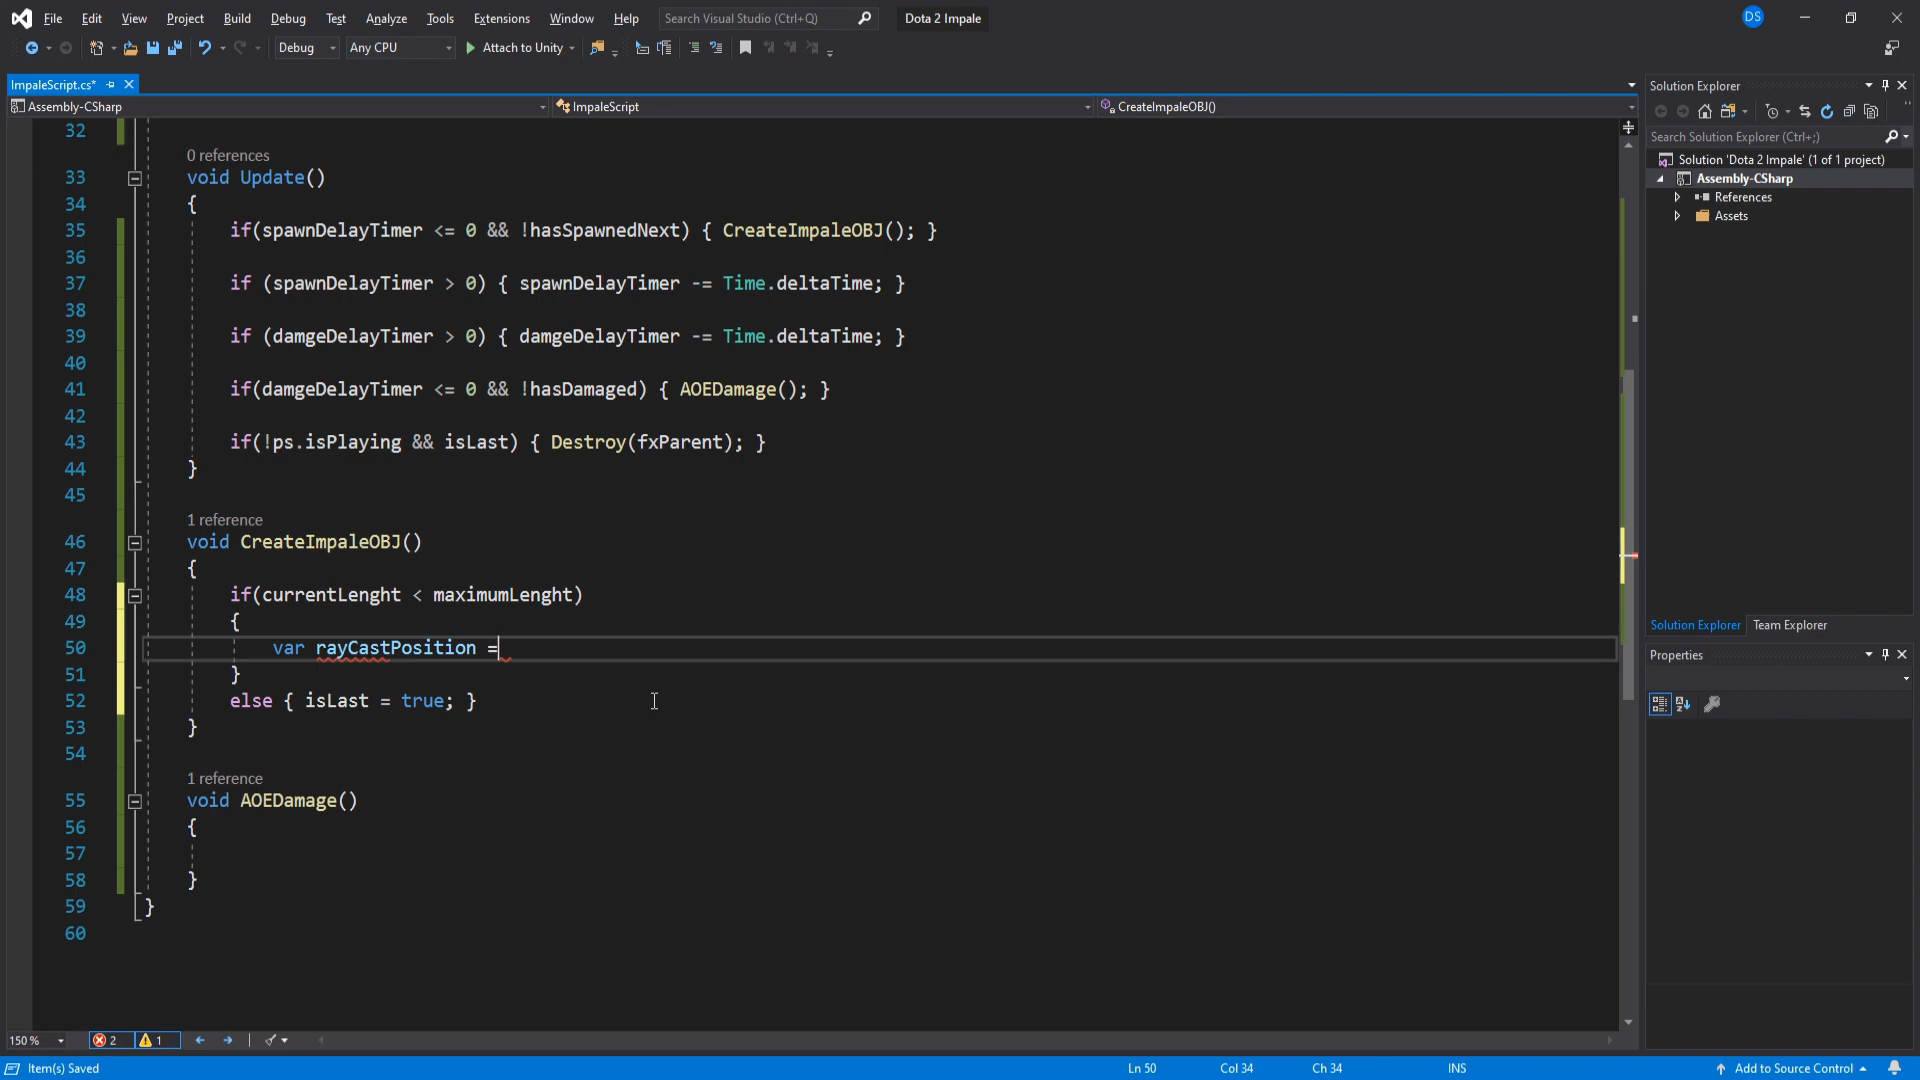 File Edit View Project Build Debug Test Analyze Tools Extensions Window Help Search Visual Studio (Ctrl+Q) Dota 2 Impale DS
Debug Any CPU Attach to Unity
ImpaleScript.cs*
Assembly-CSharp ImpaleScript CreateImpaleOBJ()
32
0 references
33 void Update()
34 {
35 if(spawnDelayTimer <= 0 && !hasSpawnedNext) { CreateImpaleOBJ(); }
36
37 if (spawnDelayTimer > 0) { spawnDelayTimer -= Time.deltaTime; }
38
39 if (damgeDelayTimer > 0) { damgeDelayTimer -= Time.deltaTime; }
40
41 if(damgeDelayTimer <= 0 && !hasDamaged) { AOEDamage(); }
42
43 if(!ps.isPlaying && isLast) { Destroy(fxParent); }
44 }
45
1 reference
46 void CreateImpaleOBJ()
47 {
48 if(currentLenght < maximumLenght)
49 {
50 var rayCastPosition =
51 }
52 else { isLast = true; }
53 }
54
1 reference
55 void AOEDamage()
56 {
57
58 }
59 }
60
150 % 2 1
Item(s) Saved Ln 50 Col 34 Ch 34 INS Add to Source Control
Solution Explorer
Search Solution Explorer (Ctrl+;)
Solution 'Dota 2 Impale' (1 of 1 project)
Assembly-CSharp
References
Assets
Solution Explorer Team Explorer
Properties